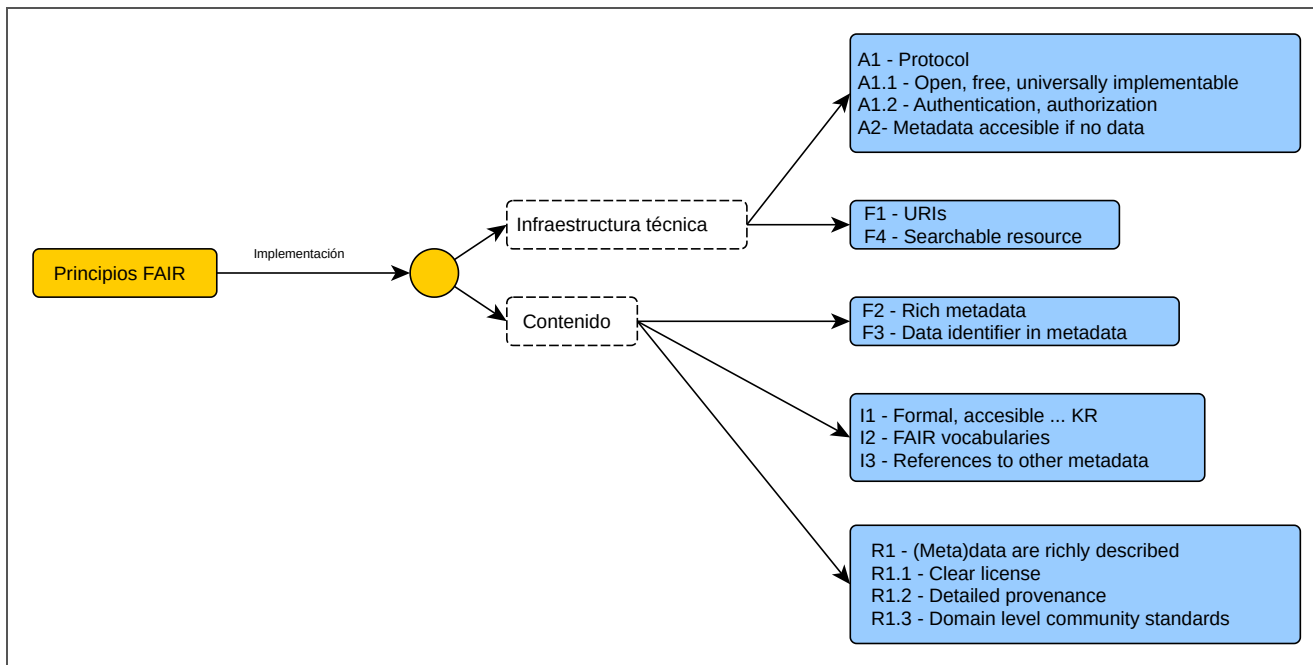 Principios FAIR
Implementación
Infraestructura técnica
Contenido
A1 - Protocol
A1.1 - Open, free, universally implementable
A1.2 - Authentication, authorization
A2- Metadata accesible if no data
F1 - URIs
F4 - Searchable resource
F2 - Rich metadata
F3 - Data identifier in metadata
I1 - Formal, accesible ... KR
I2 - FAIR vocabularies
I3 - References to other metadata
R1 - (Meta)data are richly described
R1.1 - Clear license
R1.2 - Detailed provenance
R1.3 - Domain level community standards